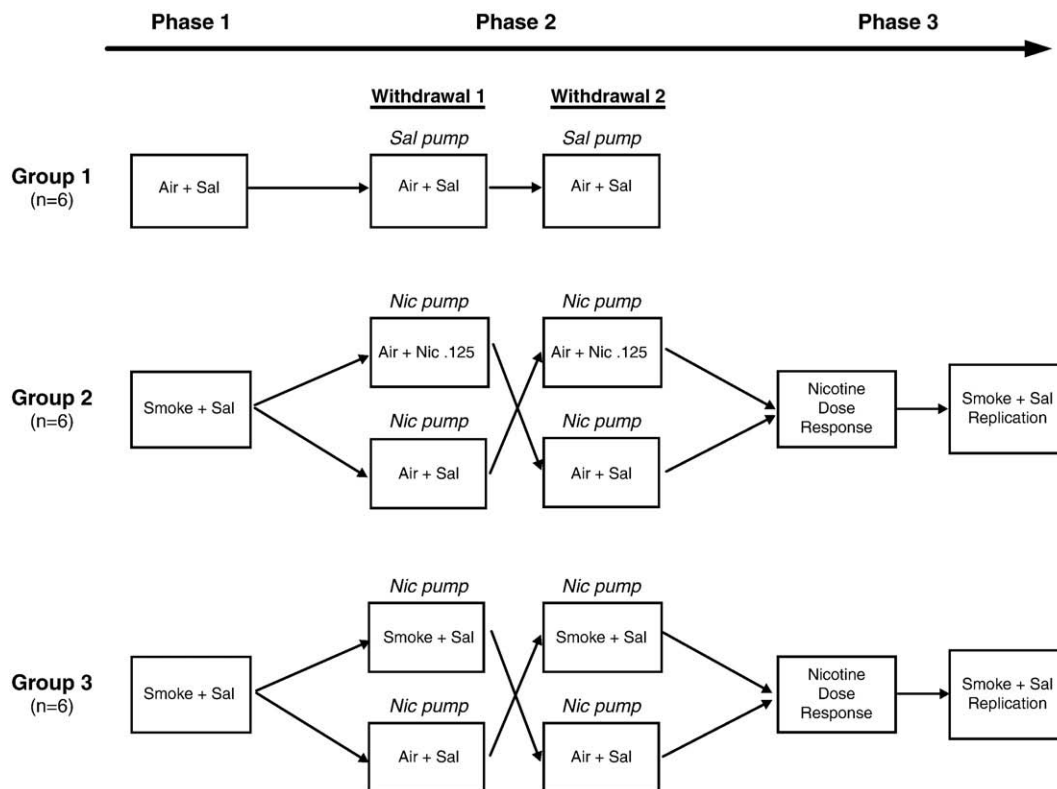 Phase 1 Phase 2 Phase 3
Withdrawal 1 Withdrawal 2
Sal pump Sal pump
Group 1
(n=6)
Air + Sal Air + Sal Air + Sal
Nic pump Nic pump
Air + Nic .125 Air + Nic .125
Group 2
(n=6)
Smoke + Sal
Nicotine
Dose
Response
Smoke + Sal
Replication
Nic pump Nic pump
Air + Sal Air + Sal
Nic pump Nic pump
Smoke + Sal Smoke + Sal
Group 3
(n=6)
Smoke + Sal
Nicotine
Dose
Response
Smoke + Sal
Replication
Nic pump Nic pump
Air + Sal Air + Sal